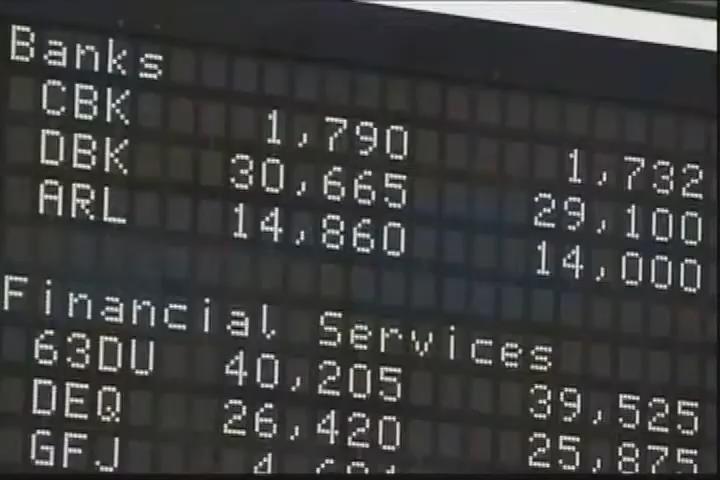 Banks
CBK 1,790 1,732
DBK 30,665 29,100
ARL 14,860 14,000
Financial Services
63DU 40,205 39,525
DEQ 26,420 25,875
GFJ